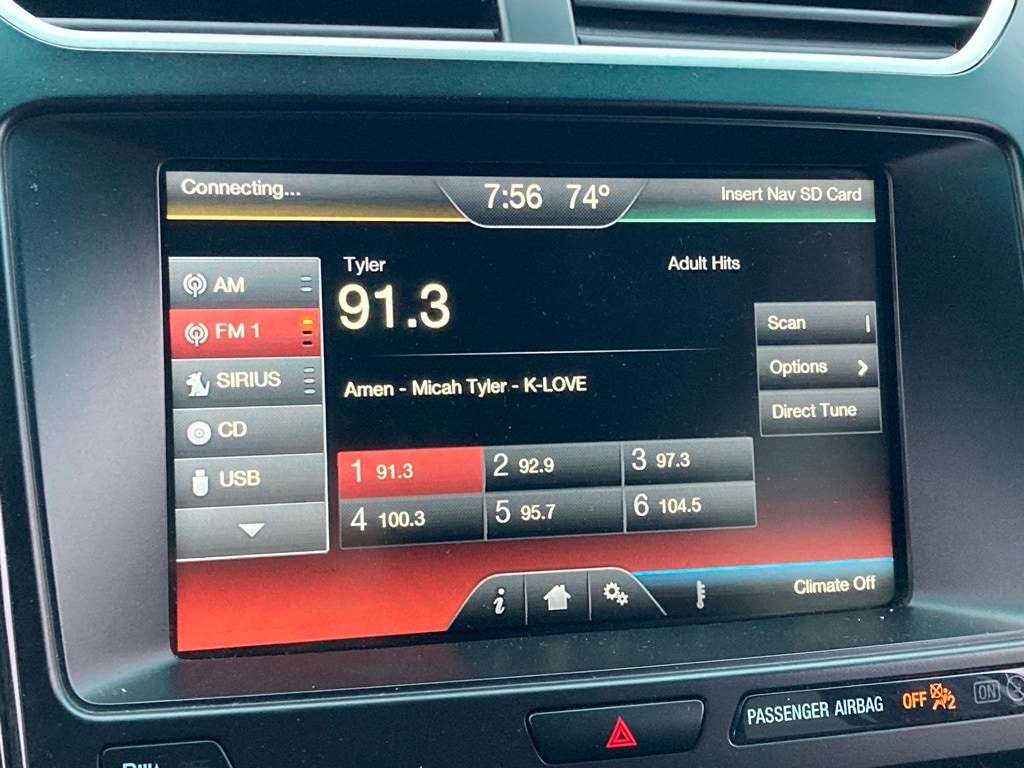 Connecting...
7:56 74°
Insert Nav SD Card
AM
FM 1
SIRIUS
CD
USB
Tyler
91.3
Adult Hits
Amen - Micah Tyler - K-LOVE
Scan
Options
Direct Tune
1 91.3
2 92.9
3 97.3
4 100.3
5 95.7
6 104.5
i
Climate Off
PASSENGER AIRBAG
OFF 2
ON